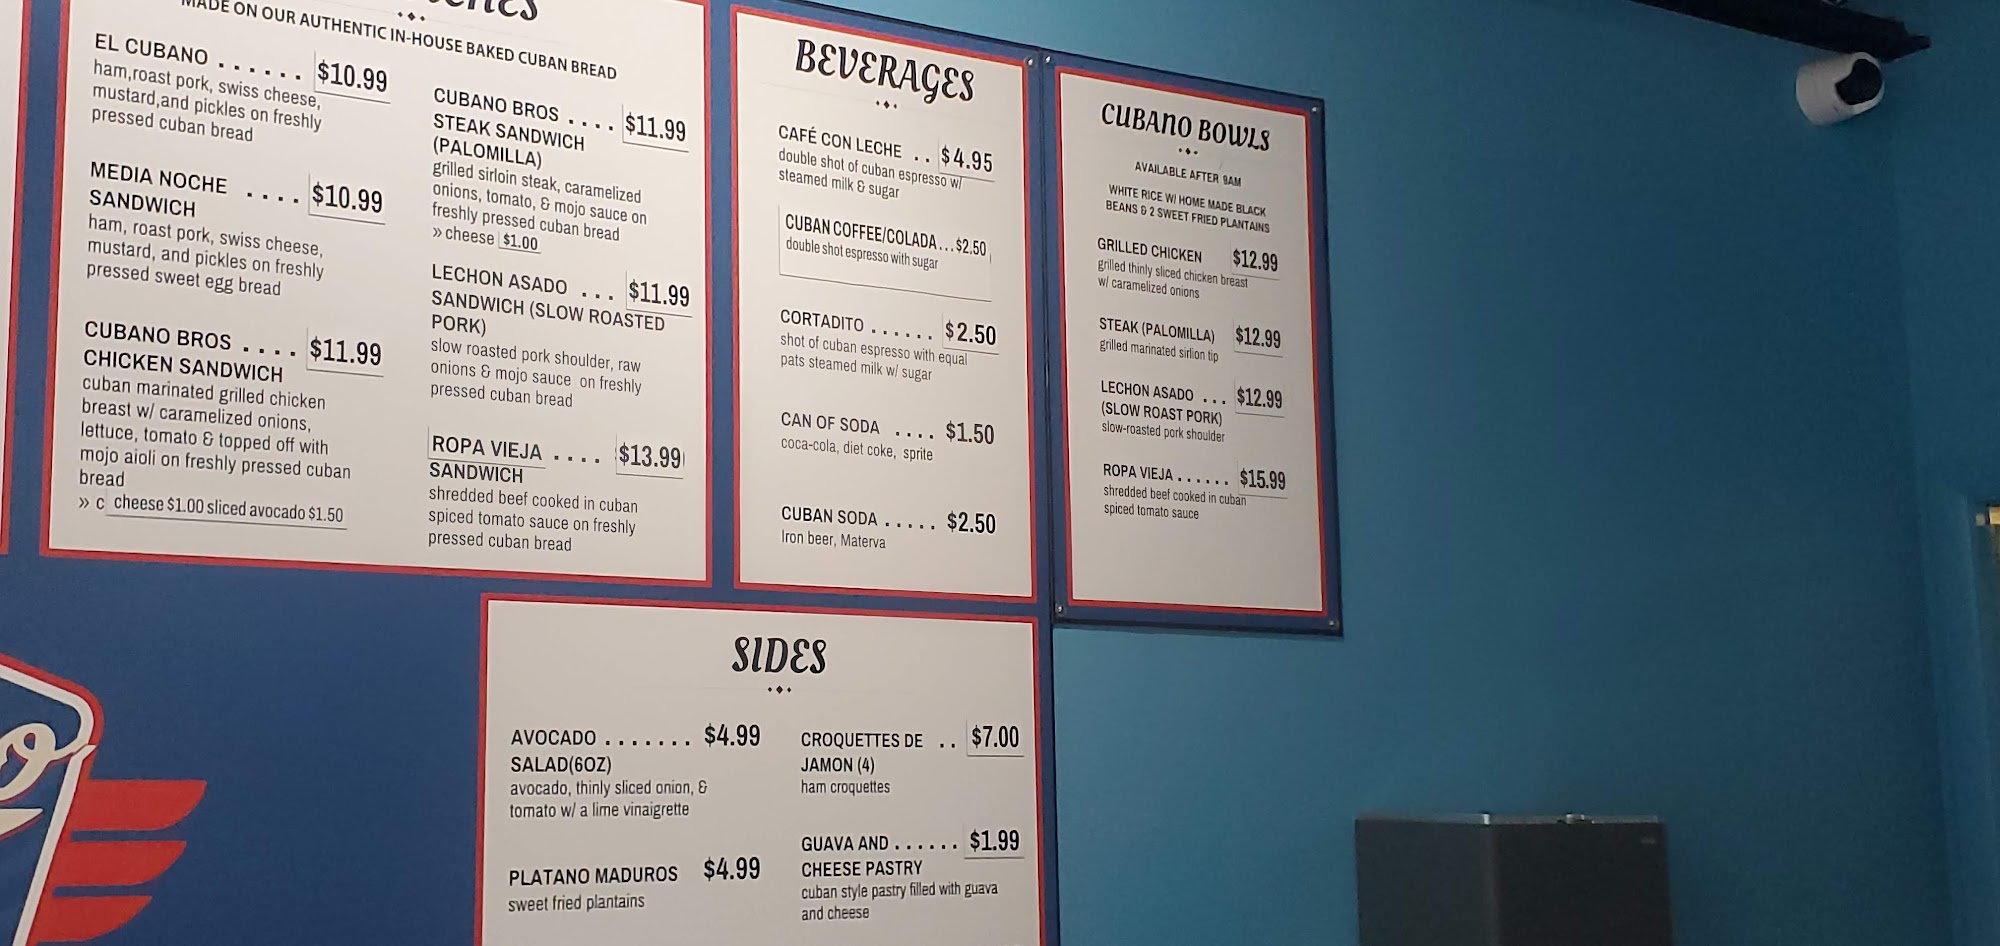 MADE ON OUR AUTHENTIC IN-HOUSE BAKED CUBAN BREAD
EL CUBANO . . . . . . $10.99
ham,roast pork, swiss cheese,
mustard,and pickles on freshly
pressed cuban bread
MEDIA NOCHE . . . . $10.99
SANDWICH
ham, roast pork, swiss cheese,
mustard, and pickles on freshly
pressed sweet egg bread
CUBANO BROS . . . . $11.99
CHICKEN SANDWICH
cuban marinated grilled chicken
breast w/ caramelized onions,
lettuce, tomato & topped off with
mojo aioli on freshly pressed cuban
bread
» c cheese $1.00 sliced avocado $1.50
CUBANO BROS . . . . $11.99
STEAK SANDWICH
(PALOMILLA)
grilled sirloin steak, caramelized
onions, tomato, & mojo sauce on
freshly pressed cuban bread
» cheese $1.00
LECHON ASADO . . . $11.99
SANDWICH (SLOW ROASTED
PORK)
slow roasted pork shoulder, raw
onions & mojo sauce on freshly
pressed cuban bread
ROPA VIEJA . . . . $13.99
SANDWICH
shredded beef cooked in cuban
spiced tomato sauce on freshly
pressed cuban bread
BEVERAGES
CAFÉ CON LECHE . . $4.95
double shot of cuban espresso w/
steamed milk & sugar
CUBAN COFFEE/COLADA...$2.50
double shot espresso with sugar
CORTADITO . . . . . . $2.50
shot of cuban espresso with equal
pats steamed milk w/ sugar
CAN OF SODA . . . . $1.50
coca-cola, diet coke, sprite
CUBAN SODA . . . . . $2.50
Iron beer, Materva
CUBANO BOWLS
AVAILABLE AFTER 9AM
WHITE RICE W/ HOME MADE BLACK
BEANS & 2 SWEET FRIED PLANTAINS
GRILLED CHICKEN $12.99
grilled thinly sliced chicken breast
w/ caramelized onions
STEAK (PALOMILLA) $12.99
grilled marinated sirlion tip
LECHON ASADO . . . $12.99
(SLOW ROAST PORK)
slow-roasted pork shoulder
ROPA VIEJA . . . . . . $15.99
shredded beef cooked in cuban
spiced tomato sauce
SIDES
AVOCADO . . . . . . . $4.99
SALAD(6OZ)
avocado, thinly sliced onion, &
tomato w/ a lime vinaigrette
PLATANO MADUROS $4.99
sweet fried plantains
CROQUETTES DE . . $7.00
JAMON (4)
ham croquettes
GUAVA AND . . . . . . $1.99
CHEESE PASTRY
cuban style pastry filled with guava
and cheese